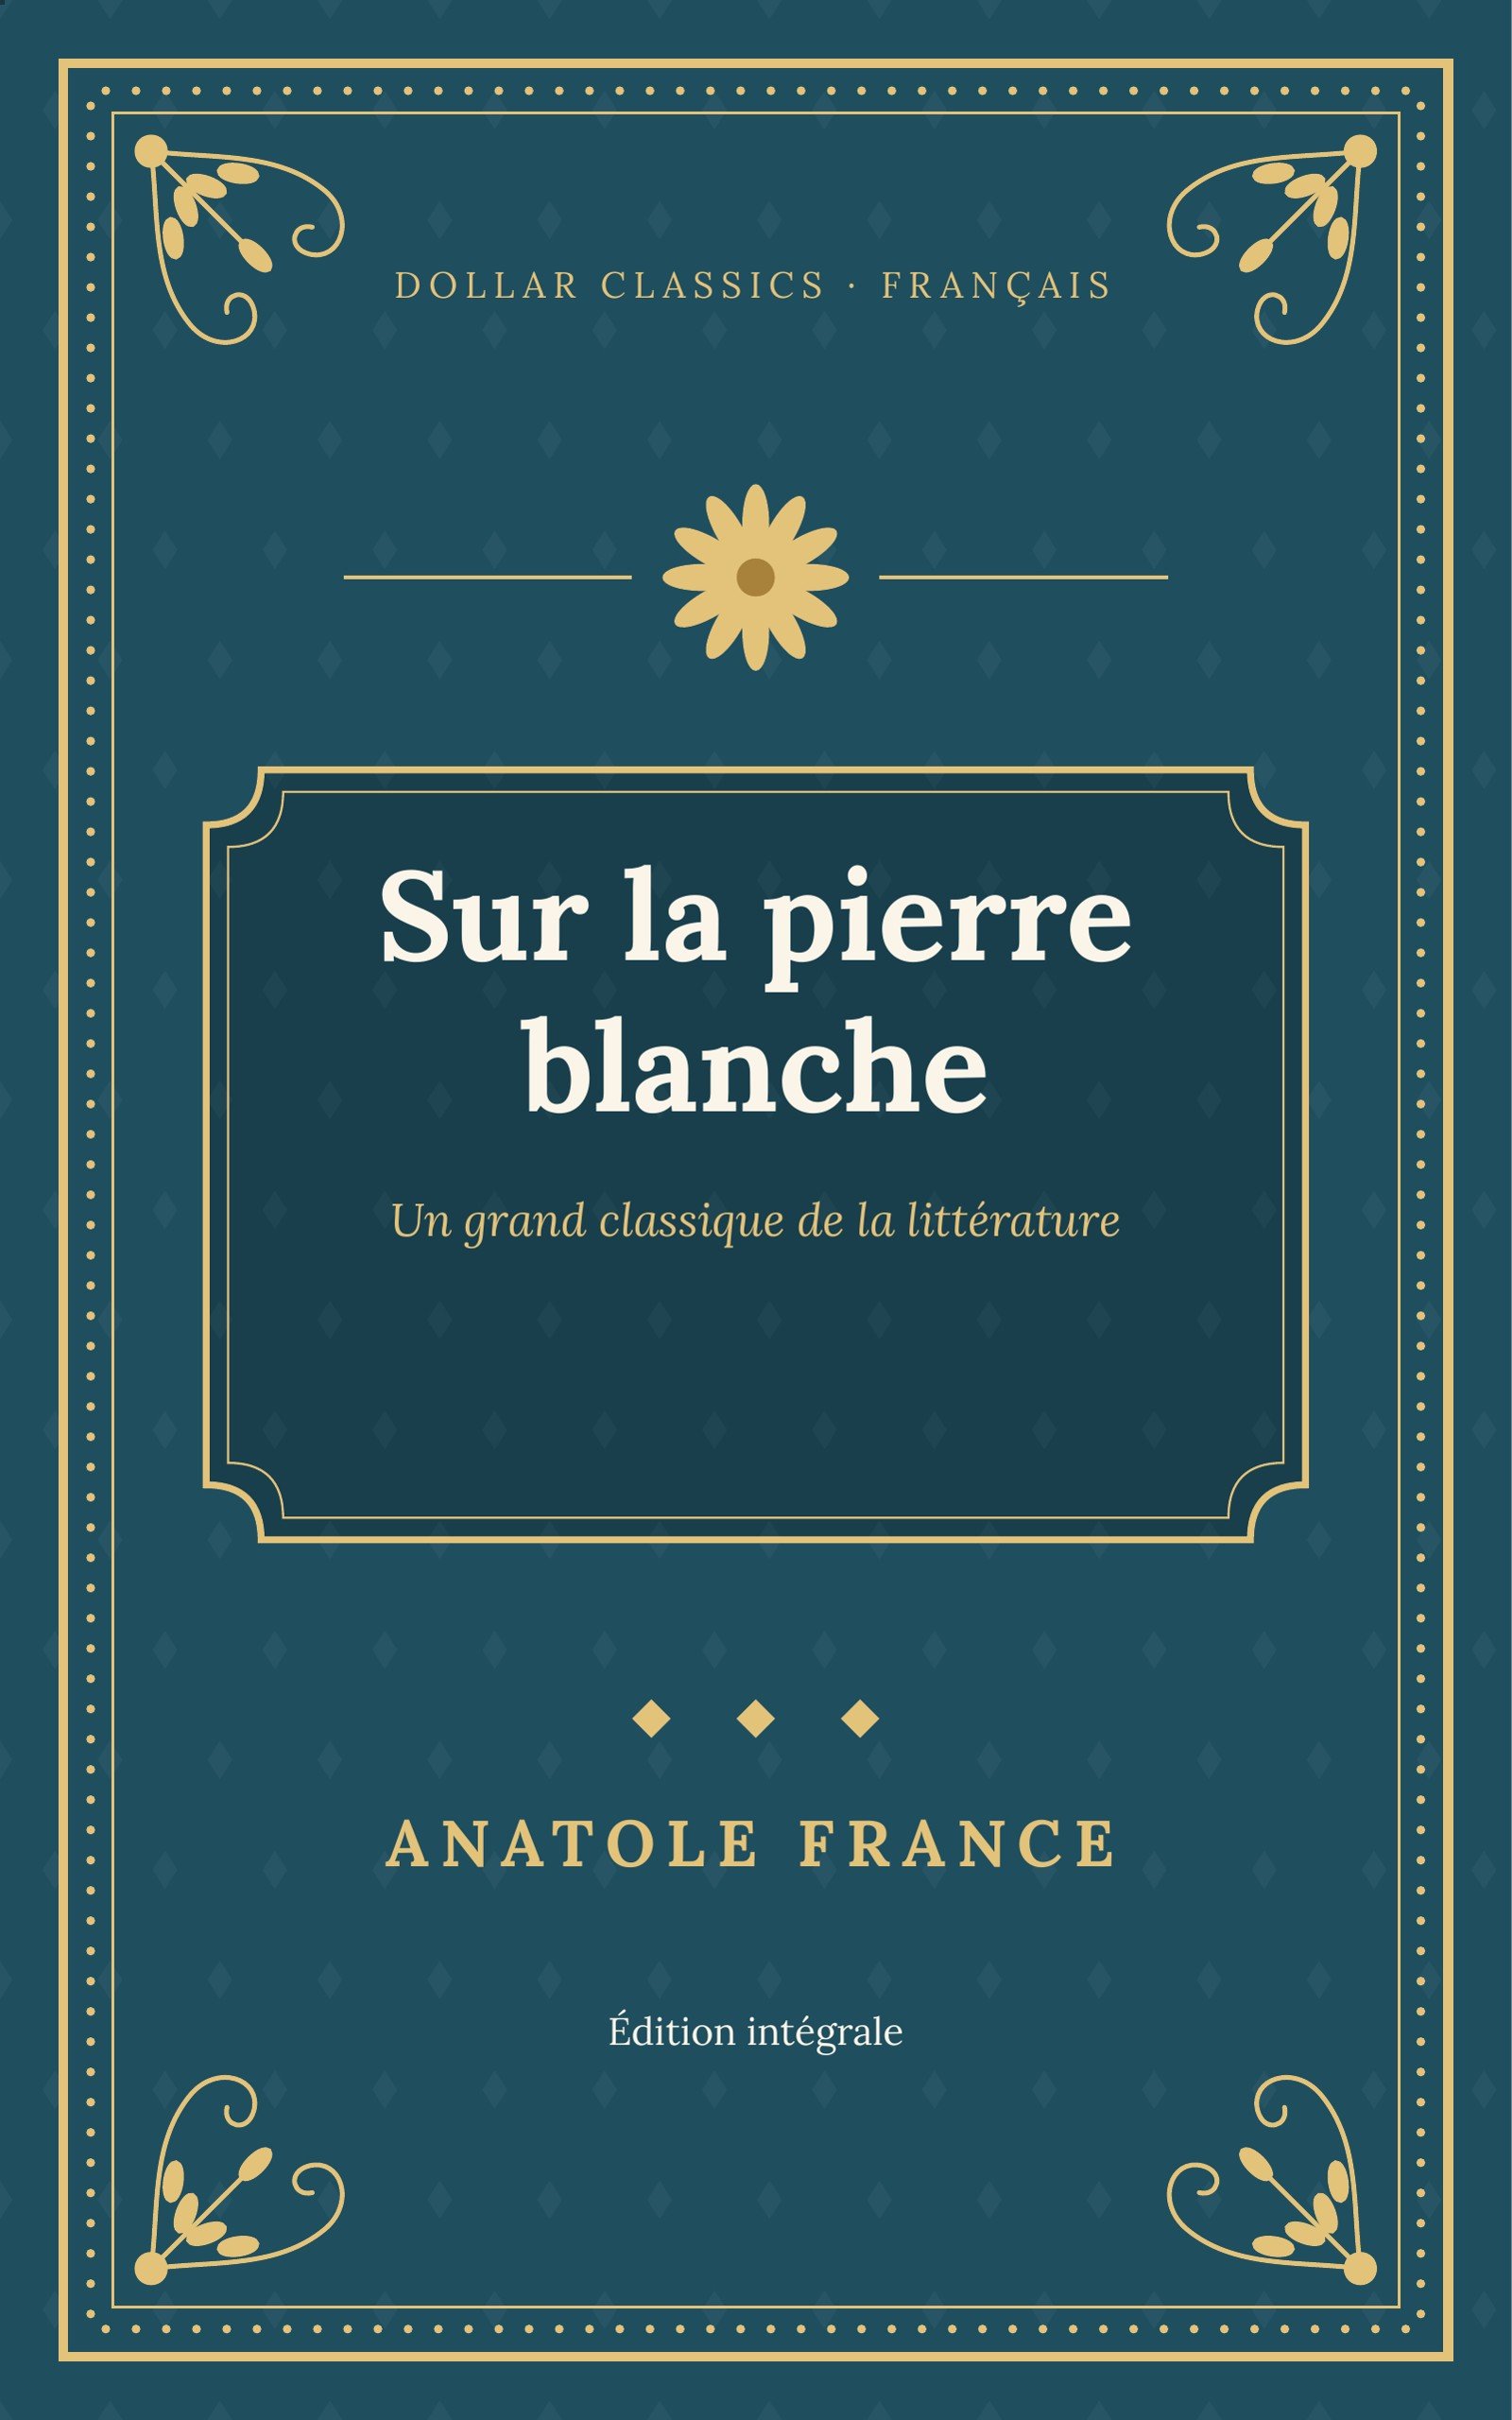 DOLLAR CLASSICS · FRANÇAIS
Sur la pierre
blanche
Un grand classique de la littérature
ANATOLE FRANCE
Édition intégrale